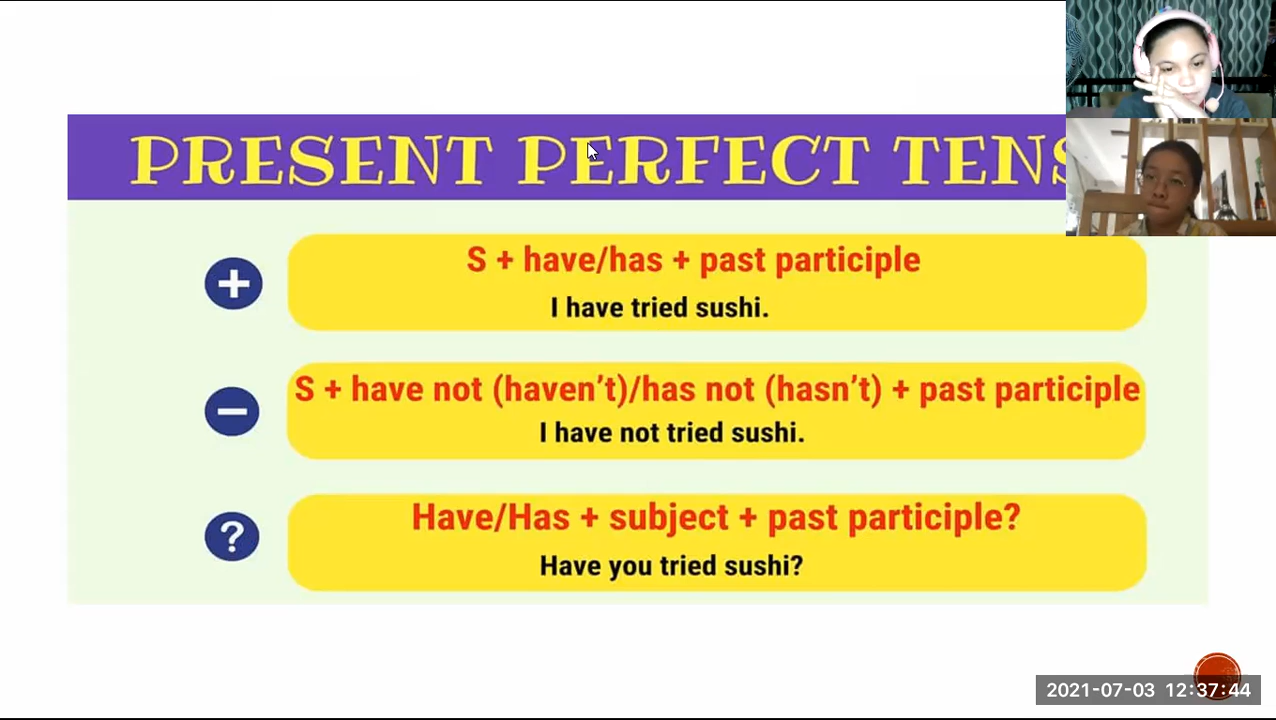 PRESENT PERFECT TENS
S + have/has + past participle
I have tried sushi.
S + have not (haven't)/has not (hasn't) + past participle
I have not tried sushi.
Have/Has + subject + past participle?
Have you tried sushi?
2021-07-03 12:37:44